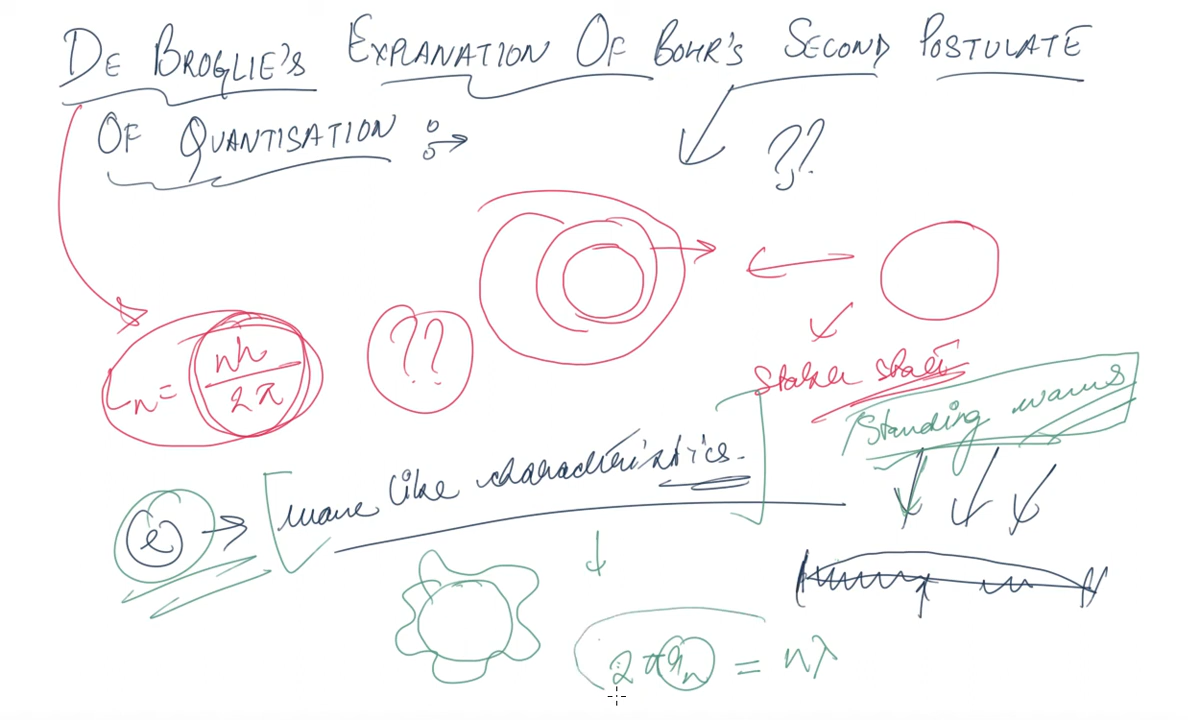 DE BROGLIE'S EXPLANATION OF BOHR'S SECOND POSTULATE
OF QUANTISATION :→
??
Ln = nh/2π
??
state
Standing waves
e → wave like characteristics.
2πrn = nλ